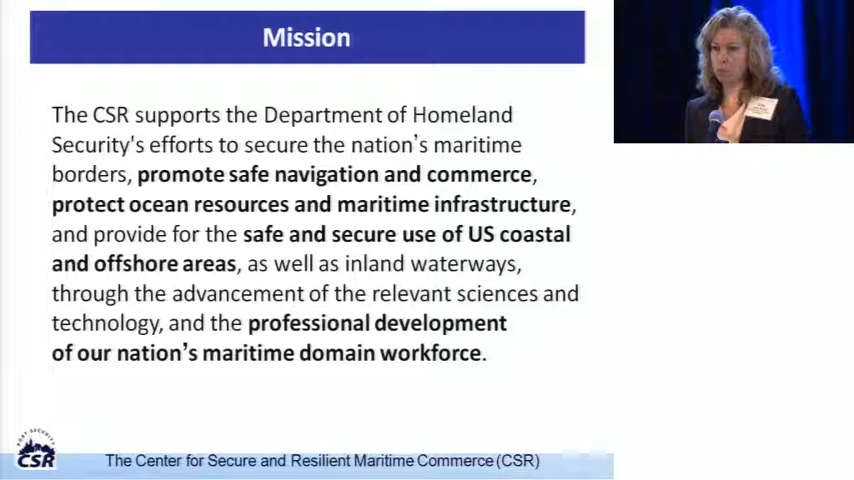 Mission
The CSR supports the Department of Homeland
Security's efforts to secure the nation's maritime
borders, promote safe navigation and commerce,
protect ocean resources and maritime infrastructure,
and provide for the safe and secure use of US coastal
and offshore areas, as well as inland waterways,
through the advancement of the relevant sciences and
technology, and the professional development
of our nation's maritime domain workforce.
PORT SECURITY
CSR
The Center for Secure and Resilient Maritime Commerce (CSR)